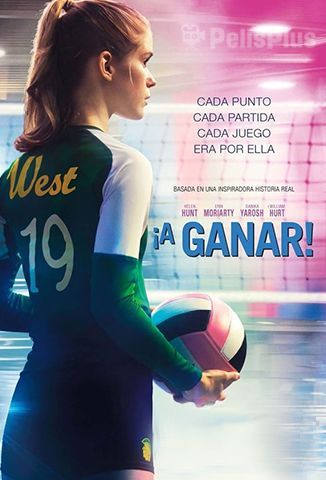 PelisPlus
CADA PUNTO
CADA PARTIDA
CADA JUEGO
ERA POR ELLA
West
19
BASADA EN UNA INSPIRADORA HISTORIA REAL
HELEN HUNT ERIN MORIARTY DANIKA YAROSH WILLIAM HURT
¡A GANAR!